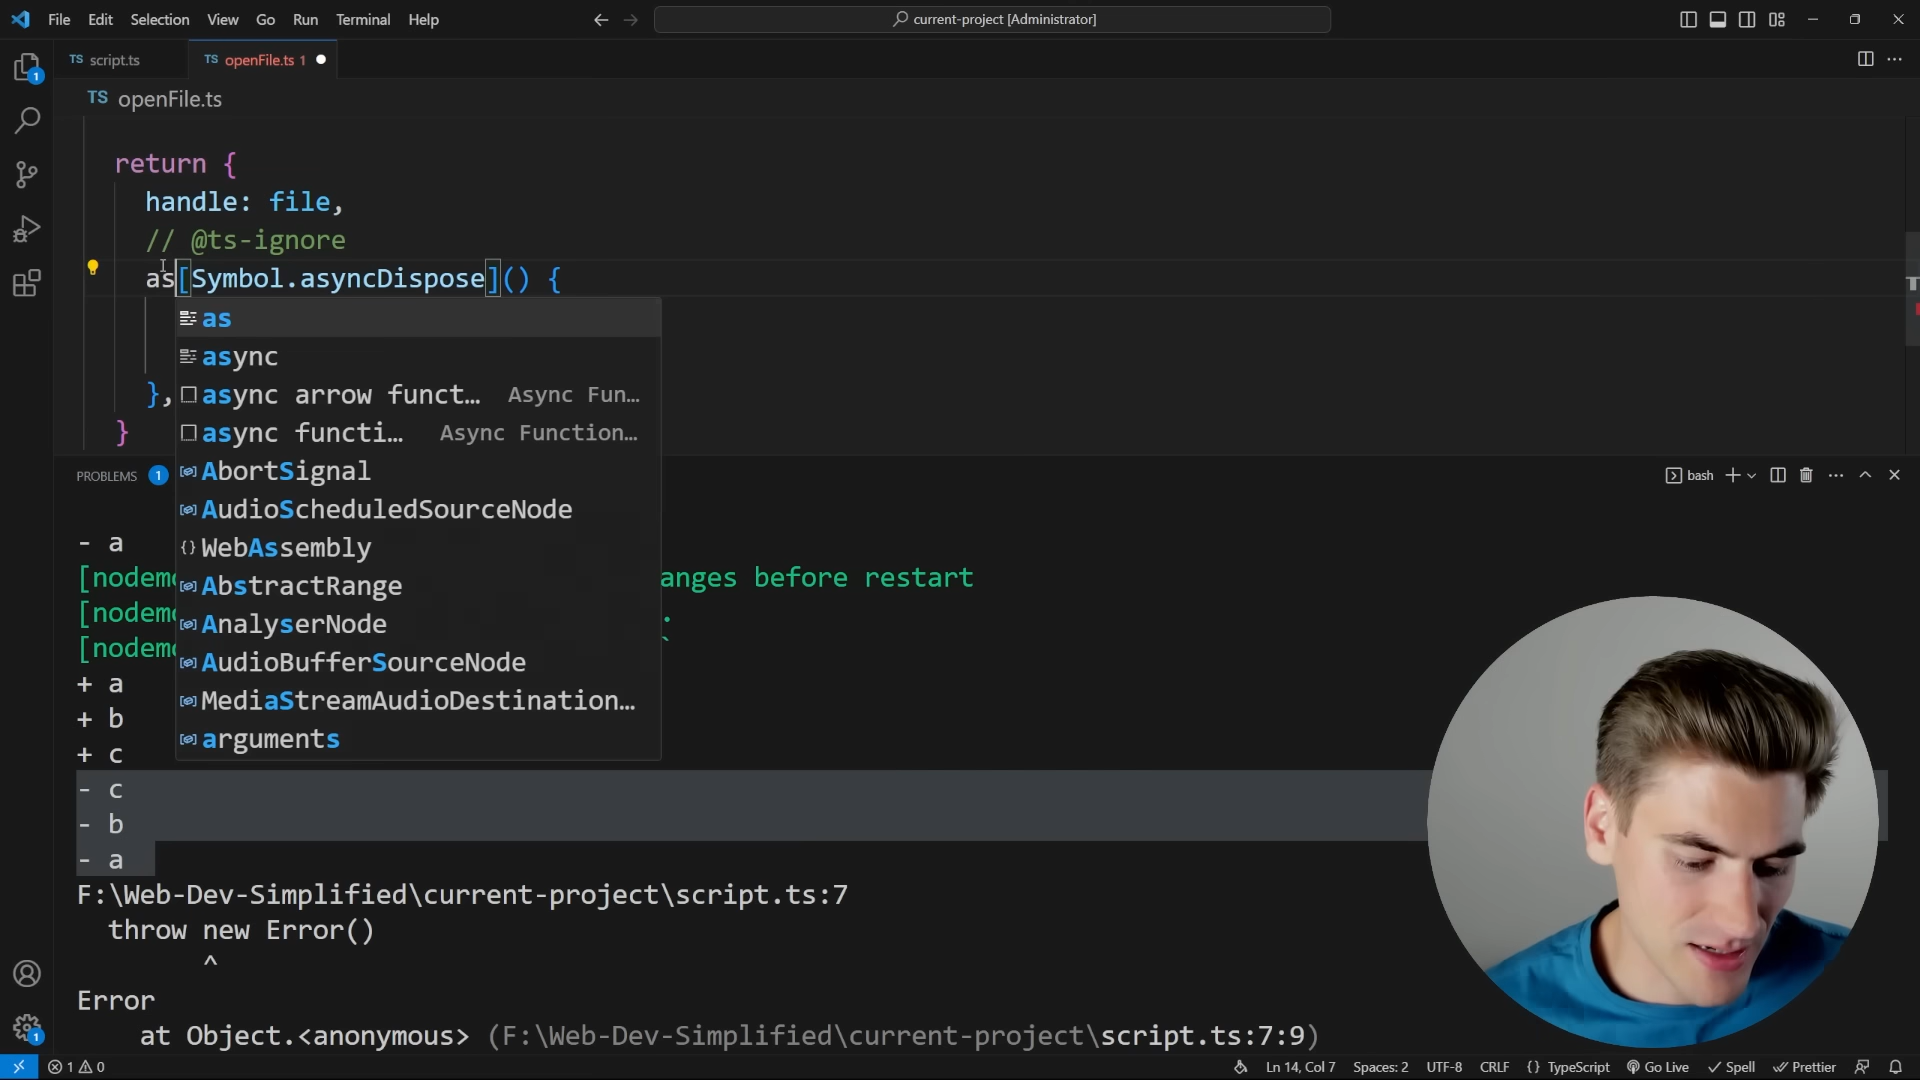 File Edit Selection View Go Run Terminal Help
current-project [Administrator]
TS script.ts
TS openFile.ts 1
TS openFile.ts
return {
handle: file,
// @ts-ignore
as[Symbol.asyncDispose]() {
as
async
async arrow funct… Async Fun…
async functi… Async Function…
AbortSignal
AudioScheduledSourceNode
WebAssembly
AbstractRange
AnalyserNode
AudioBufferSourceNode
MediaStreamAudioDestination…
arguments
},
}
PROBLEMS 1
bash
- a
[nodem anges before restart
[nodem .
[nodem `
+ a
+ b
+ c
- c
- b
- a
F:\Web-Dev-Simplified\current-project\script.ts:7
throw new Error()
^
Error
at Object.<anonymous> (F:\Web-Dev-Simplified\current-project\script.ts:7:9)
1 0
Ln 14, Col 7 Spaces: 2 UTF-8 CRLF {} TypeScript Go Live Spell Prettier